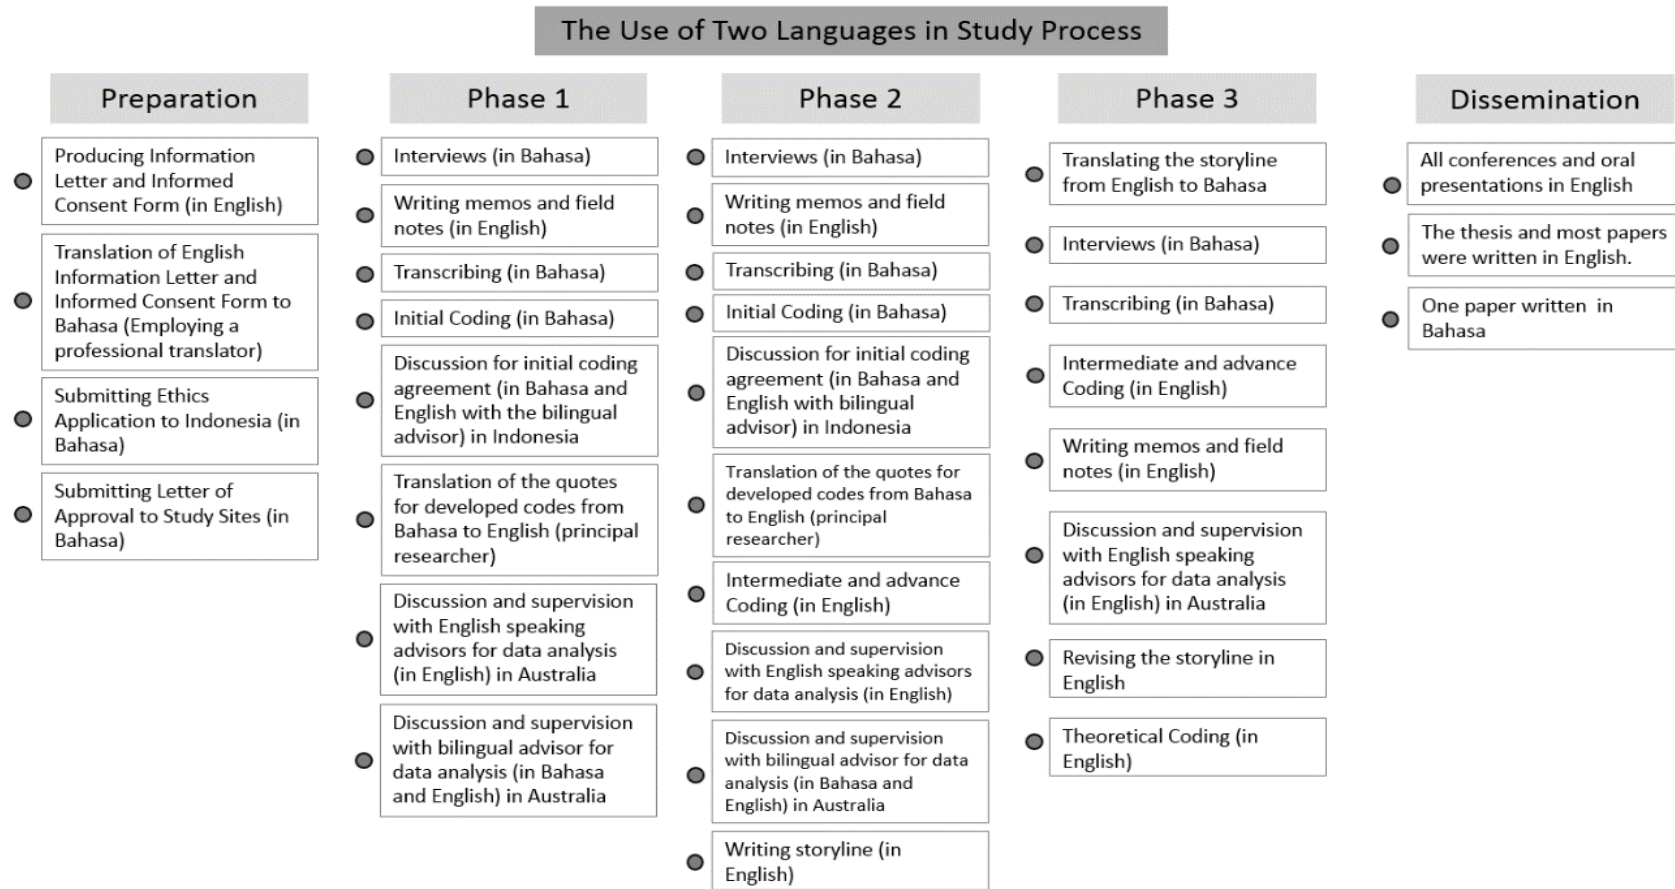 The Use of Two Languages in Study Process
Preparation
Producing Information
Letter and Informed
Consent Form (in English)
Translation of English
Information Letter and
Informed Consent Form to
Bahasa (Employing a
professional translator)
Submitting Ethics
Application to Indonesia (in
Bahasa)
Submitting Letter of
Approval to Study Sites (in
Bahasa)
Phase 1
Interviews (in Bahasa)
Writing memos and field
notes (in English)
Transcribing (in Bahasa)
Initial Coding (in Bahasa)
Discussion for initial coding
agreement (in Bahasa and
English with the bilingual
advisor) in Indonesia
Translation of the quotes
for developed codes from
Bahasa to English (principal
researcher)
Discussion and supervision
with English speaking
advisors for data analysis
(in English) in Australia
Discussion and supervision
with bilingual advisor for
data analysis (in Bahasa
and English) in Australia
Phase 2
Interviews (in Bahasa)
Writing memos and field
notes (in English)
Transcribing (in Bahasa)
Initial Coding (in Bahasa)
Discussion for initial coding
agreement (in Bahasa and
English with bilingual
advisor) in Indonesia
Translation of the quotes for
developed codes from Bahasa
to English (principal
researcher)
Intermediate and advance
Coding (in English)
Discussion and supervision
with English speaking advisors
for data analysis (in English)
Discussion and supervision
with bilingual advisor for data
analysis (in Bahasa and
English) in Australia
Writing storyline (in
English)
Phase 3
Translating the storyline
from English to Bahasa
Interviews (in Bahasa)
Transcribing (in Bahasa)
Intermediate and advance
Coding (in English)
Writing memos and field
notes (in English)
Discussion and supervision
with English speaking
advisors for data analysis
(in English) in Australia
Revising the storyline in
English
Theoretical Coding (in
English)
Dissemination
All conferences and oral
presentations in English
The thesis and most papers
were written in English.
One paper written in
Bahasa